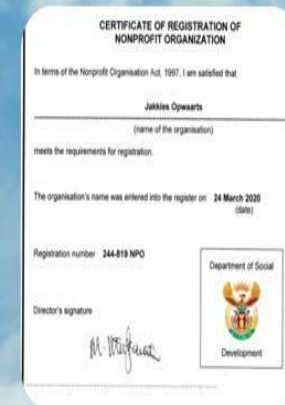 CERTIFICATE OF REGISTRATION OF
NONPROFIT ORGANIZATION
In terms of the Nonprofit Organisation Act, 1997, I am satisfied that
Jakkies Opwaarts
(name of the organisation)
meets the requirements for registration.
The organisation's name was entered into the register on 24 March 2020
(date)
Registration number 244-819 NPO
Department of Social
Director's signature
Development